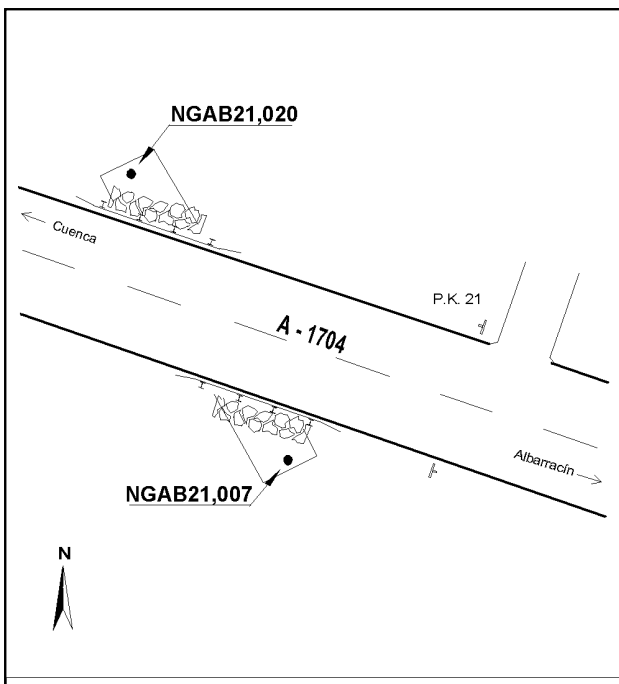 NGAB21,020
Cuenca
P.K. 21
A - 1704
Albarracín
NGAB21,007
N